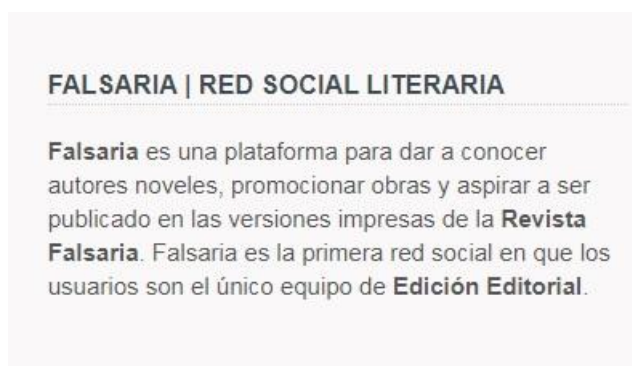 FALSARIA | RED SOCIAL LITERARIA
Falsaria es una plataforma para dar a conocer
autores noveles, promocionar obras y aspirar a ser
publicado en las versiones impresas de la Revista
Falsaria. Falsaria es la primera red social en que los
usuarios son el único equipo de Edición Editorial.